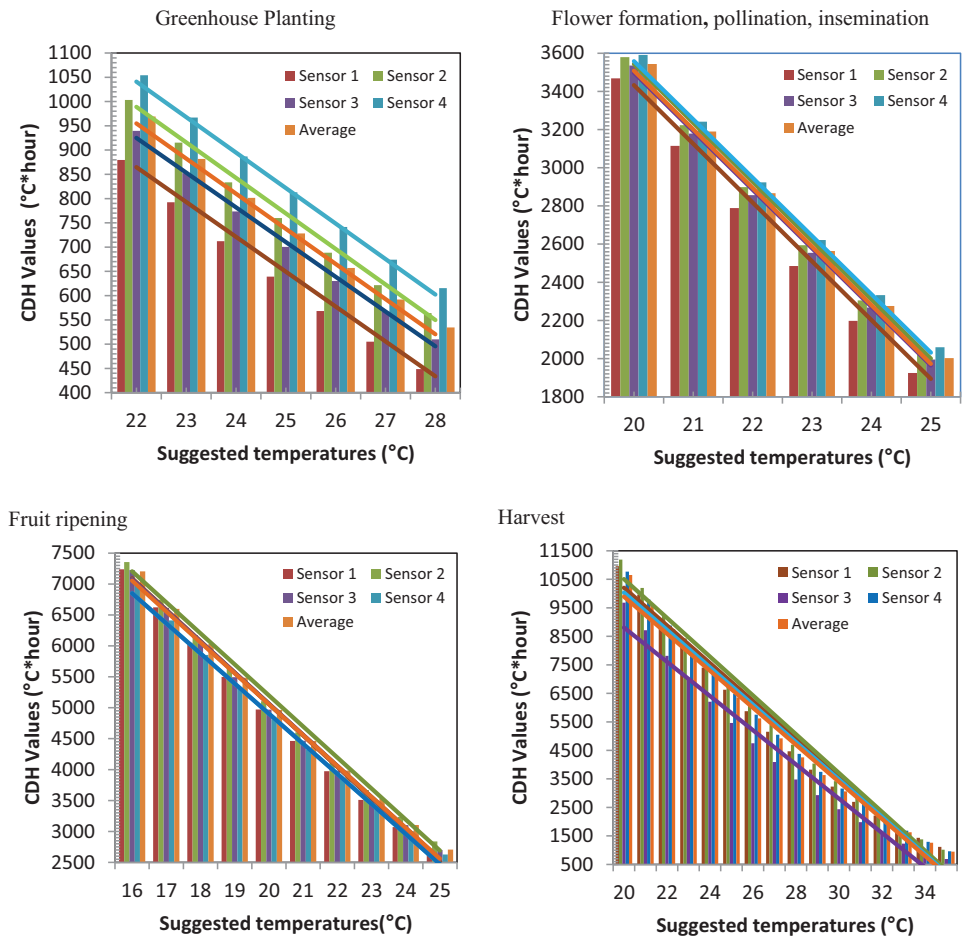 Greenhouse Planting
CDH Values (°C*hour)
1100
1050
1000
950
900
850
800
750
700
650
600
550
500
450
400
Sensor 1 Sensor 2
Sensor 3 Sensor 4
Average
22 23 24 25 26 27 28
Suggested temperatures (°C)
Flower formation, pollination, insemination
CDH Values (°C*hour)
3600
3400
3200
3000
2800
2600
2400
2200
2000
1800
Sensor 1 Sensor 2
Sensor 3 Sensor 4
Average
20 21 22 23 24 25
Suggested temperatures (°C)
Fruit ripening
CDH Values (°C*hour)
7500
7000
6500
6000
5500
5000
4500
4000
3500
3000
2500
Sensor 1 Sensor 2
Sensor 3 Sensor 4
Average
16 17 18 19 20 21 22 23 24 25
Suggested temperatures(°C)
Harvest
CDH Values (°C*hour)
11500
10500
9500
8500
7500
6500
5500
4500
3500
2500
1500
500
Sensor 1 Sensor 2
Sensor 3 Sensor 4
Average
20 22 24 26 28 30 32 34
Suggested temperatures (°C)